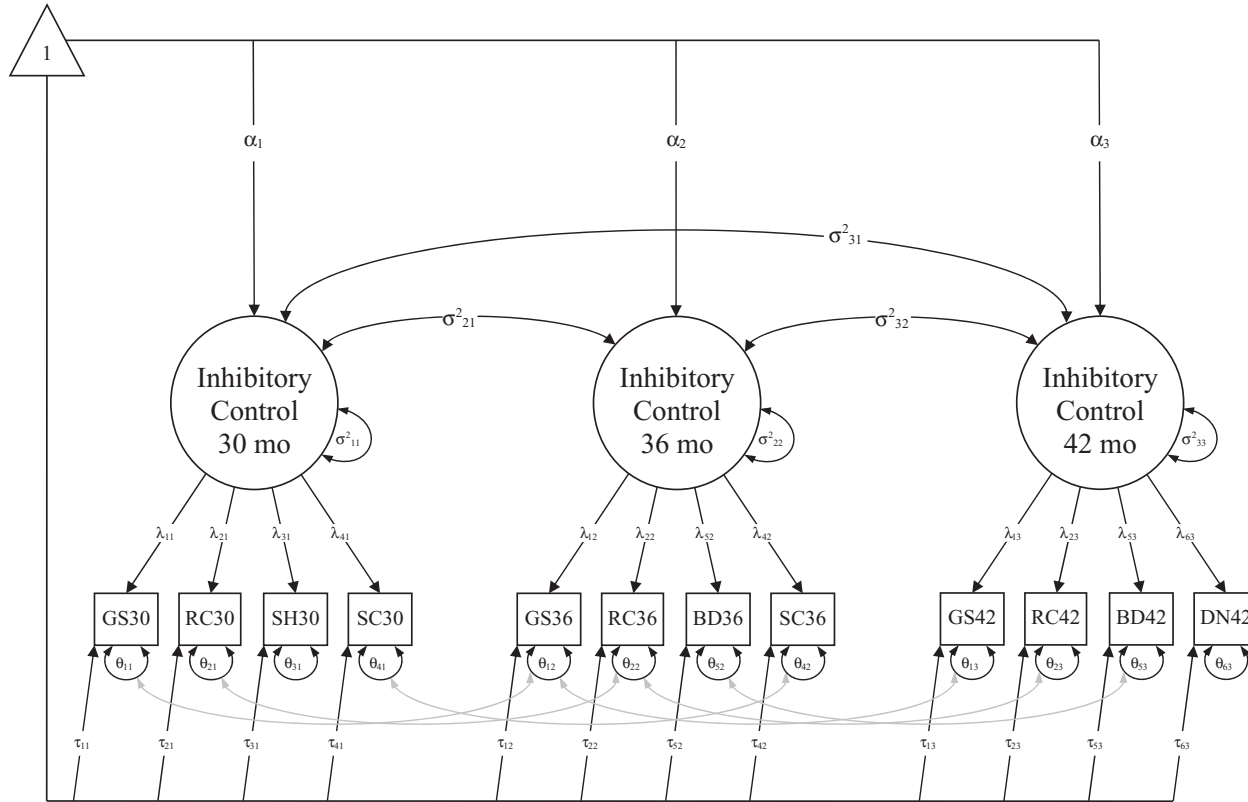 1
α₁ α₂ α₃
σ²₃₁
σ²₂₁ σ²₃₂
Inhibitory
Control
30 mo
σ²₁₁
Inhibitory
Control
36 mo
σ²₂₂
Inhibitory
Control
42 mo
σ²₃₃
λ₁₁ λ₂₁ λ₃₁ λ₄₁ λ₁₂ λ₂₂ λ₅₂ λ₄₂ λ₁₃ λ₂₃ λ₅₃ λ₆₃
GS30 RC30 SH30 SC30 GS36 RC36 BD36 SC36 GS42 RC42 BD42 DN42
θ₁₁ θ₂₁ θ₃₁ θ₄₁ θ₁₂ θ₂₂ θ₅₂ θ₄₂ θ₁₃ θ₂₃ θ₅₃ θ₆₃
τ₁₁ τ₂₁ τ₃₁ τ₄₁ τ₁₂ τ₂₂ τ₅₂ τ₄₂ τ₁₃ τ₂₃ τ₅₃ τ₆₃